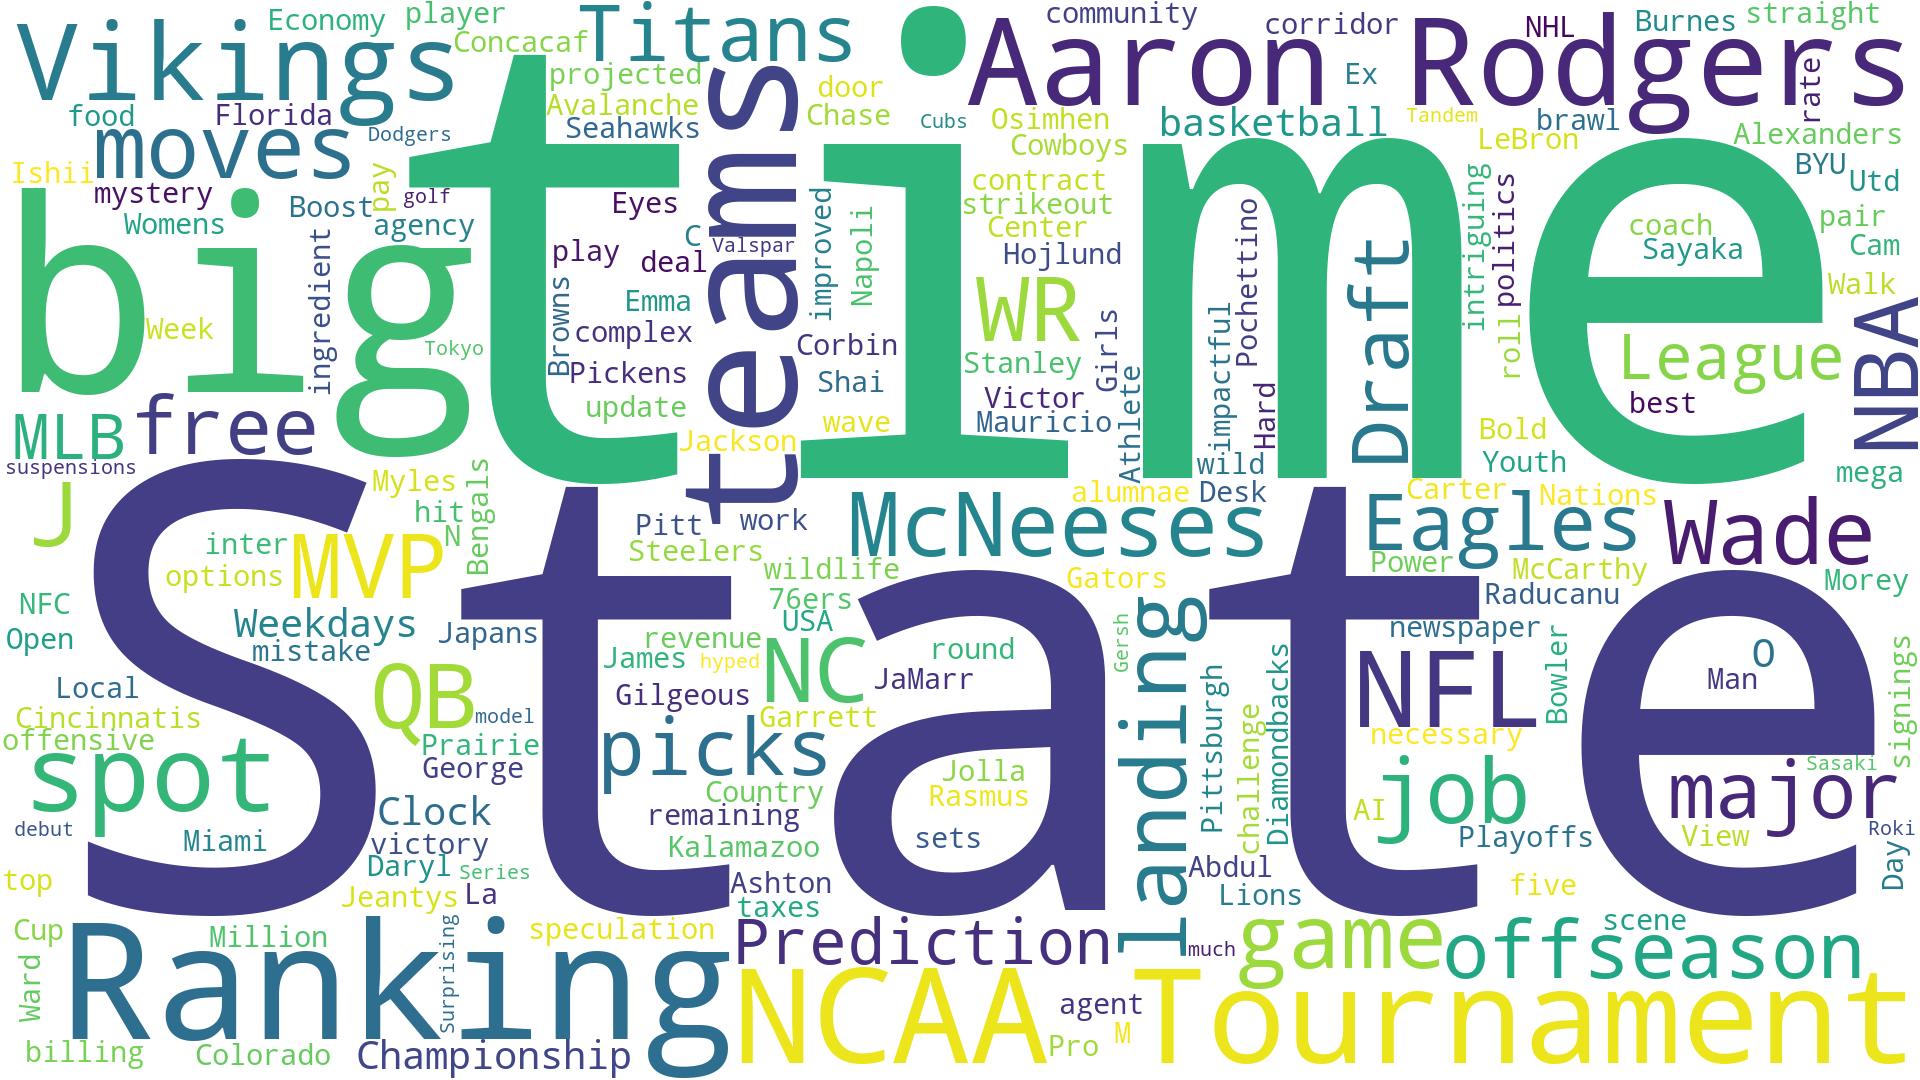 Vikings
Economy
player
Concacaf
Titans
community
corridor
NHL
Burnes
straight
Aaron Rodgers
food
Florida
moves
Dodgers
projected
Avalanche
Seahawks
door
Chase
Cubs
Osimhen
Cowboys
basketball
Ex
Tandem
LeBron
brawl
rate
Alexanders
BYU
Utd
Ishii
mystery
Womens
Boost
play
golf
agency
Eyes
teams
contract
strikeout
Center
Hojlund
Pochettino
intriguing
politics
coach
Sayaka
pair
Cam
Walk
big
time
ingredient
Week
Tokyo
play
deal
C
Valspar
improved
Napoli
Emma
complex
Browns
Pickens
update
Corbin
Shai
wave
Jackson
WR
Stanley
Victor
Mauricio
Girls
Athlete
impactful
Hard
Draft
roll
League
best
NBA
MLB
free
suspensions
wild
Desk
Bold
Youth
mega
J
Myles
hit
N
Bengals
Pitt
work
alumnae
Carter
Nations
McNeeses
Eagles
Wade
inter
options
MVP
Steelers
wildlife
76ers
USA
Gators
Power
McCarthy
Morey
NFC
Open
Weekdays
mistake
Japans
revenue
James
hyped
NC
round
JaMarr
Gersh
landing
Raducanu
newspaper
Bowler
O
Man
signings
State
Local
Cincinnatis
offensive
QB
model
Prairie
George
Gilgeous
Garrett
picks
Pittsburgh
challenge
Diamondbacks
NFL
necessary
spot
Clock
Country
remaining
Jolla
Rasmus
AI
job
Sasaki
major
debut
Miami
victory
Daryl
Series
Kalamazoo
sets
Playoffs
View
Roki
Day
top
Jeantys
La
Ashton
taxes
Abdul
Lions
five
Cup
Million
Surprising
speculation
Prediction
much
game
offseason
scene
Ward
Ranking
NCAA Tournament
agent
M
Pro
billing
Colorado
Championship